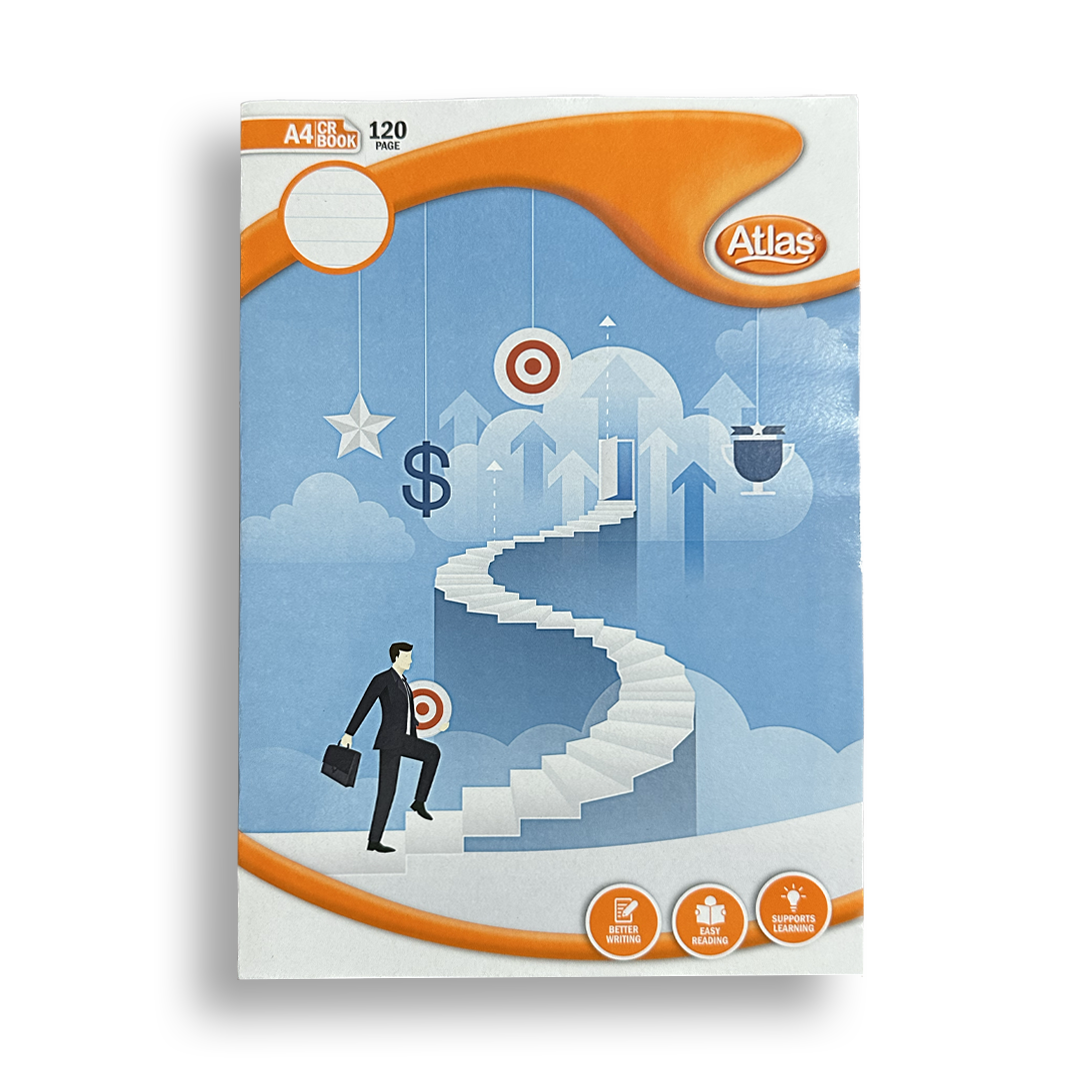 A4 CR BOOK
120
PAGE
Atlas®
$
BETTER
WRITING
EASY
READING
SUPPORTS
LEARNING